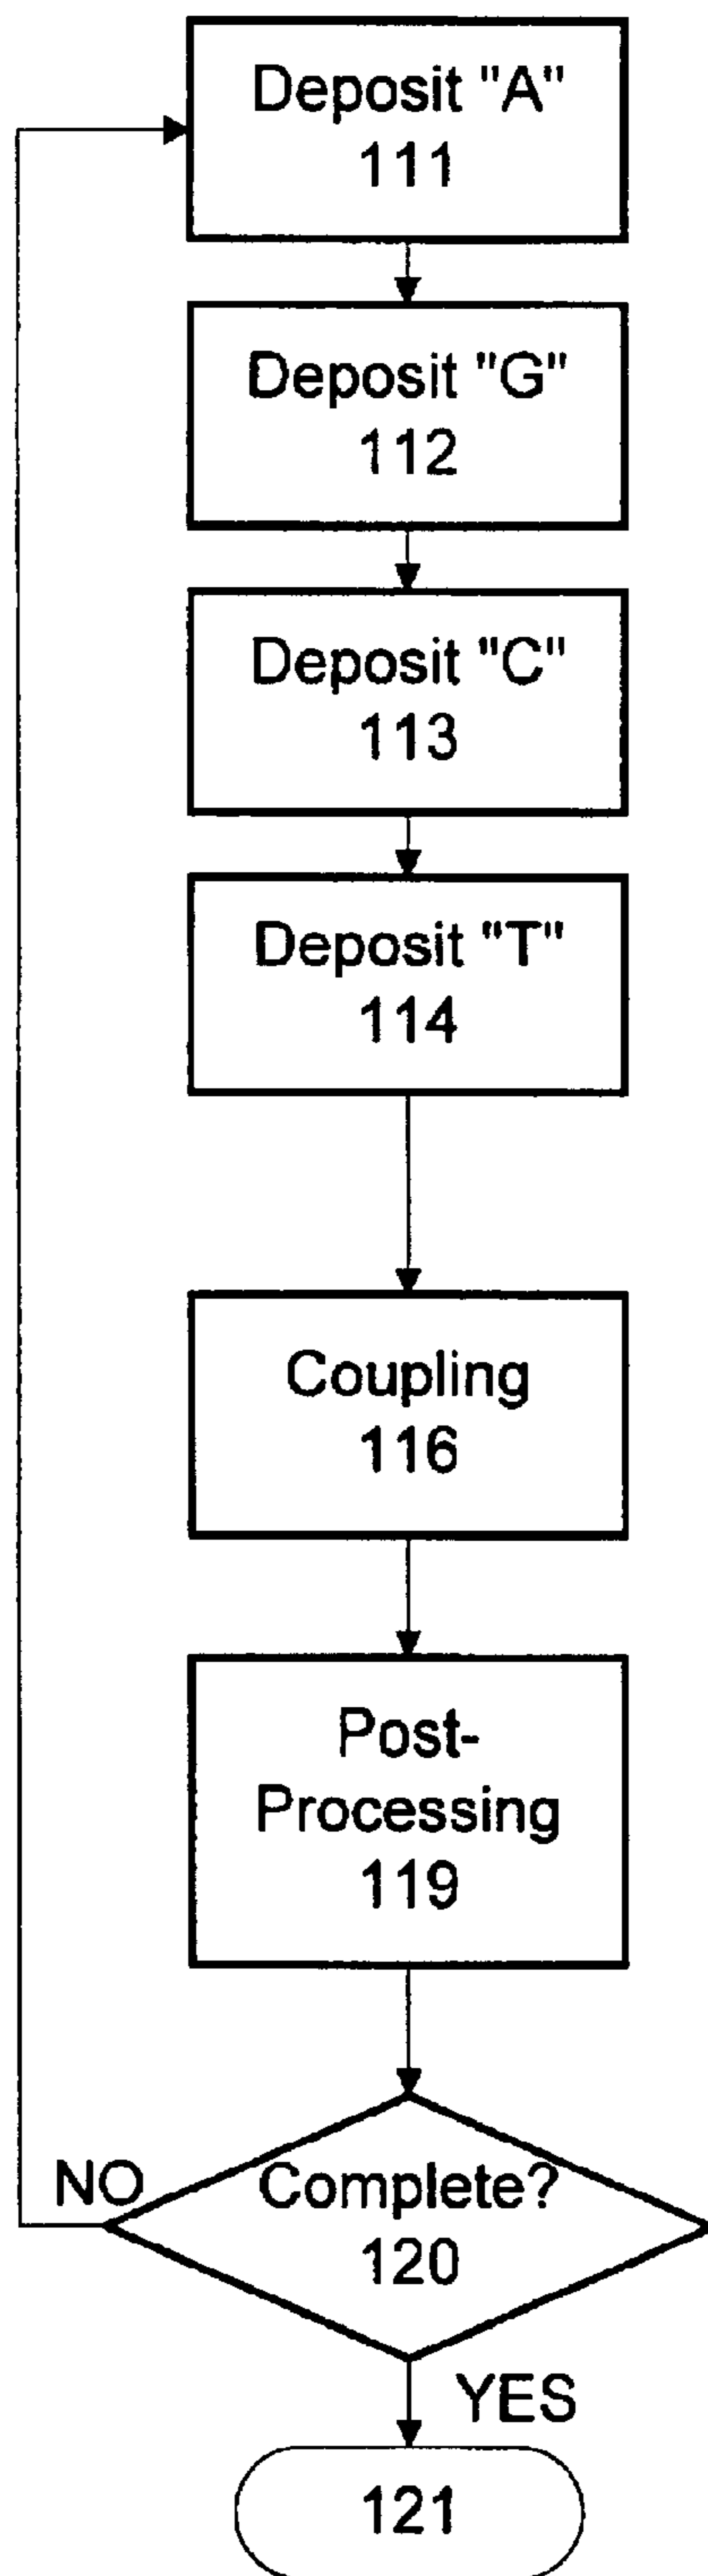 Deposit "A"
111
Deposit "G"
112
Deposit "C"
113
Deposit "T"
114
Coupling
116
Post-
Processing
119
NO
Complete?
120
YES
121